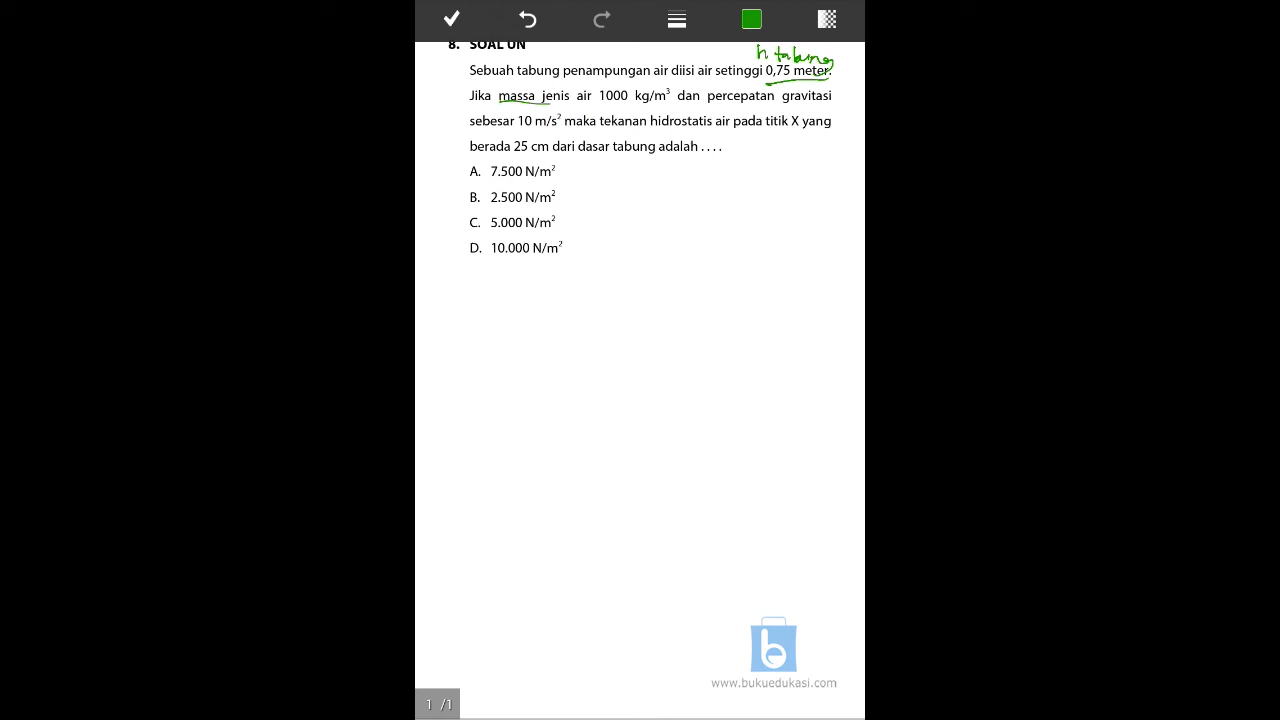 8. SOAL UN
h tabung
Sebuah tabung penampungan air diisi air setinggi 0,75 meter.
Jika massa jenis air 1000 kg/m³ dan percepatan gravitasi
sebesar 10 m/s² maka tekanan hidrostatis air pada titik X yang
berada 25 cm dari dasar tabung adalah . . . .
A. 7.500 N/m²
B. 2.500 N/m²
C. 5.000 N/m²
D. 10.000 N/m²
b
www.bukuedukasi.com
1 /1